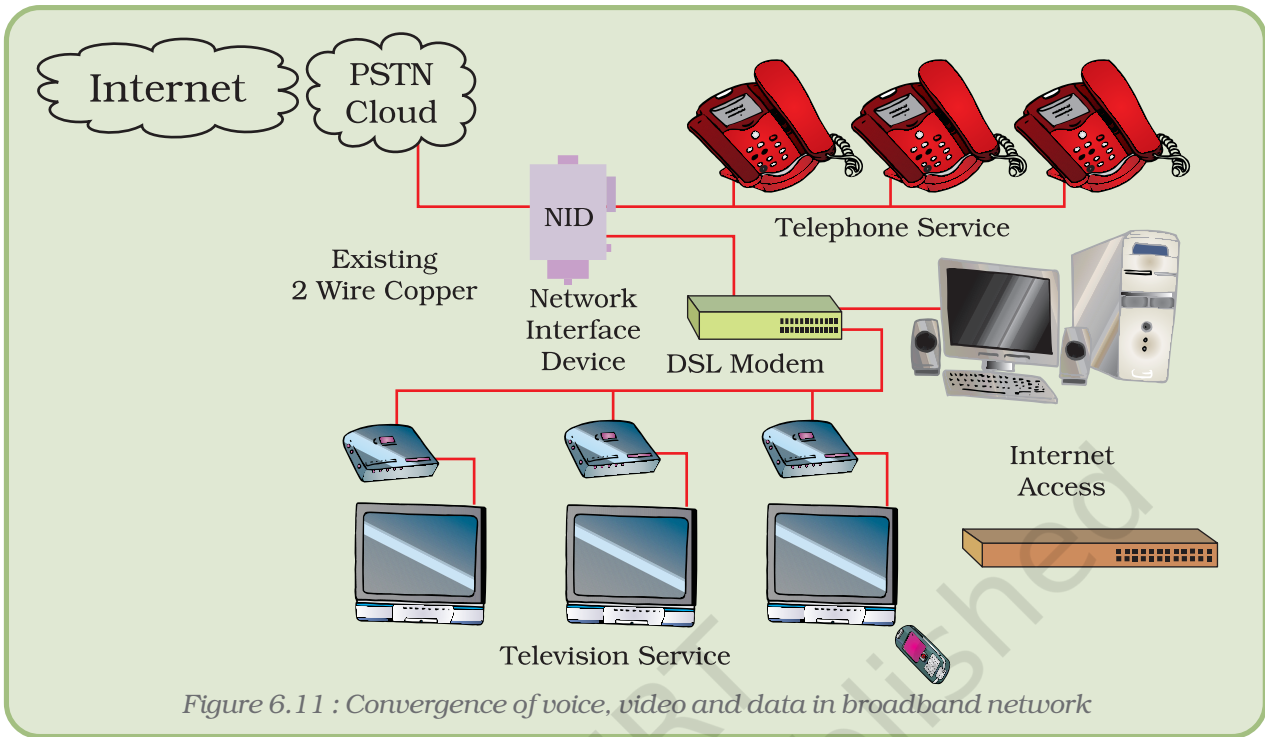 Internet
PSTN
Cloud
NID
Telephone Service
Existing
2 Wire Copper
Network
Interface
Device
DSL Modem
Internet
Access
Television Service
Figure 6.11 : Convergence of voice, video and data in broadband network